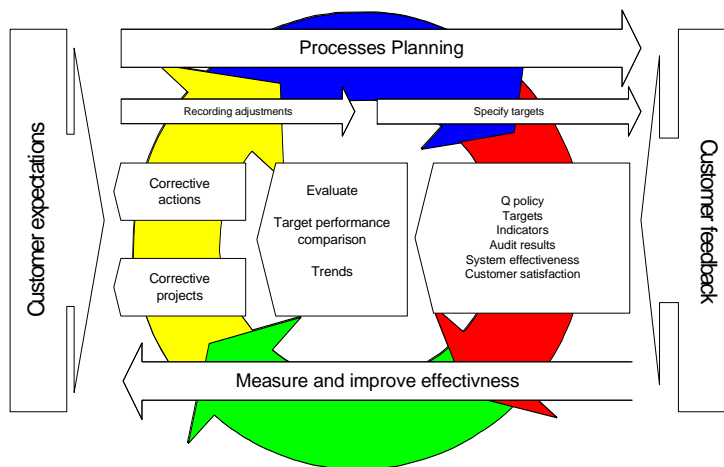 Processes Planning
Recording adjustments
Specify targets
Customer expectations
Corrective
actions
Corrective
projects
Evaluate
Target performance
comparison
Trends
Q policy
Targets
Indicators
Audit results
System effectiveness
Customer satisfaction
Customer feedback
Measure and improve effectivness